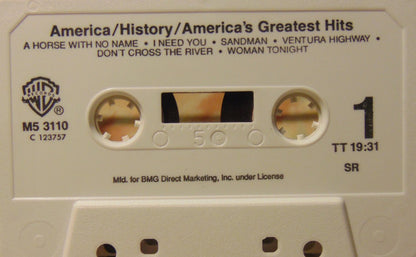 America/History/America's Greatest Hits
A HORSE WITH NO NAME • I NEED YOU • SANDMAN • VENTURA HIGHWAY •
DON'T CROSS THE RIVER • WOMAN TONIGHT
®
M5 3110
C 123757
50
1
TT 19:31
SR
Mfd. for BMG Direct Marketing, Inc. under License